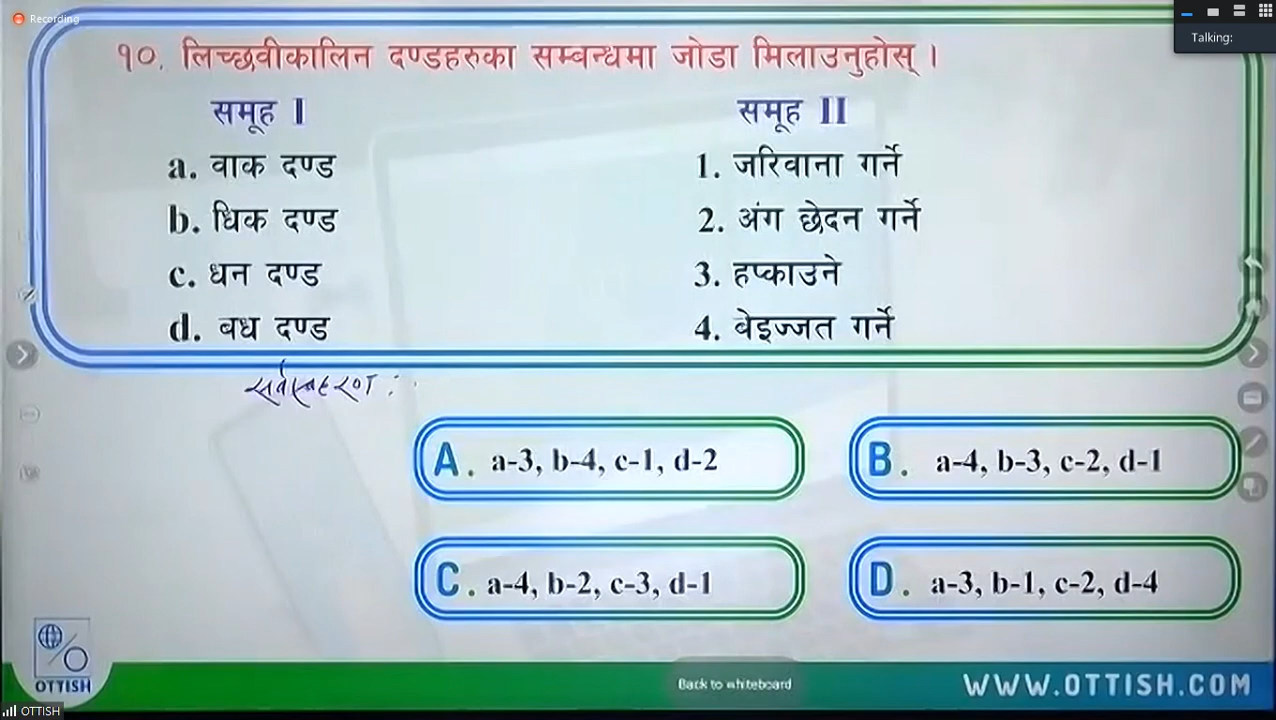 Recording
Talking:
१०. लिच्छवीकालिन दण्डहरुका सम्बन्धमा जोडा मिलाउनुहोस् ।
समूह I
समूह II
a. वाक दण्ड
1. जरिवाना गर्ने
b. धिक दण्ड
2. अंग छेदन गर्ने
c. धन दण्ड
3. हप्काउने
d. बध दण्ड
4. बेइज्जत गर्ने
सर्वस्वहरण :
A. a-3, b-4, c-1, d-2
B. a-4, b-3, c-2, d-1
C. a-4, b-2, c-3, d-1
D. a-3, b-1, c-2, d-4
OTTISH
Back to whiteboard
WWW.OTTISH.COM
OTTISH